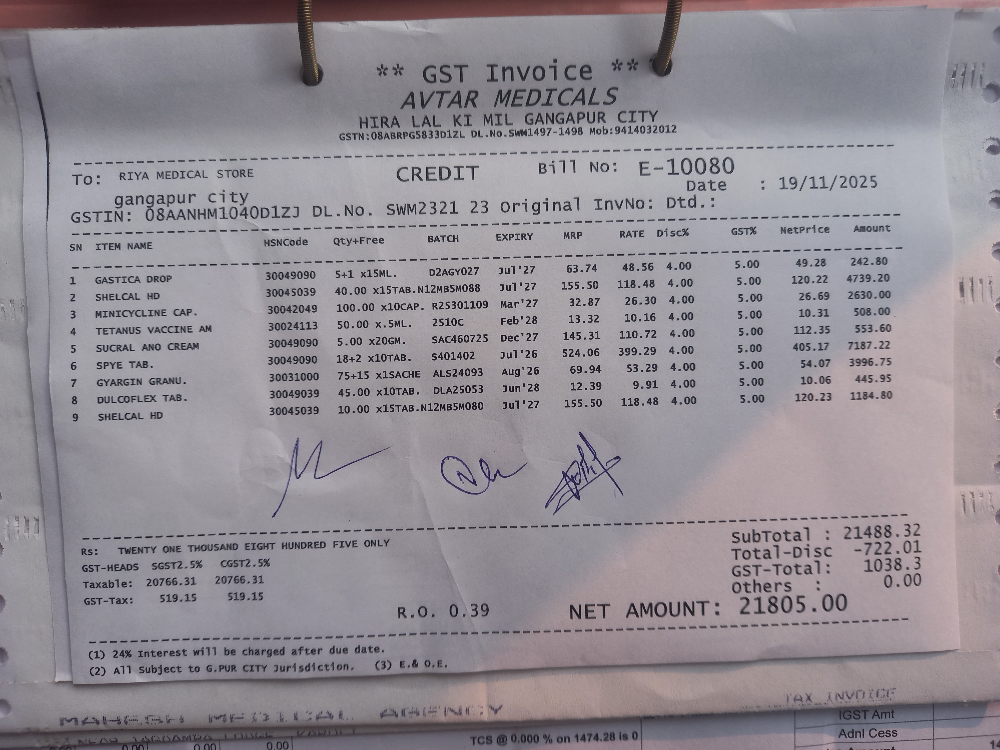 ** GST Invoice **
AVTAR MEDICALS
HIRA LAL KI MIL GANGAPUR CITY
GSTN:08ABRPG5833D1ZL DL.No.SWM1497-1498 Mob:9414032012
To: RIYA MEDICAL STORE CREDIT Bill No: E-10080
gangapur city Date : 19/11/2025
GSTIN: 08AANHM1040D1ZJ DL.No. SWM2321 23 Original InvNo: Dtd.:
SN ITEM NAME HSNCode Qty+Free BATCH EXPIRY MRP RATE Disc% GST% NetPrice Amount
1 GASTICA DROP 30049090 5+1 x15ML. D2AGY027 Jul'27 63.74 48.56 4.00 5.00 49.28 242.80
2 SHELCAL HD 30045039 40.00 x15TAB.N12MB5M088 Jul'27 155.50 118.48 4.00 5.00 120.22 4739.20
3 MINICYCLINE CAP. 30042049 100.00 x10CAP. R25301109 Mar'27 32.87 26.30 4.00 5.00 26.69 2630.00
4 TETANUS VACCINE AM 30024113 50.00 x.5ML. 2510C Feb'28 13.32 10.16 4.00 5.00 10.31 508.00
5 SUCRAL ANO CREAM 30049090 5.00 x20GM. SAC460725 Dec'27 145.31 110.72 4.00 5.00 112.35 553.60
6 SPYE TAB. 30049090 18+2 x10TAB. S401402 Jul'26 524.06 399.29 4.00 5.00 405.17 7187.22
7 GYARGIN GRANU. 30031000 75+15 x1SACHE ALS24093 Aug'26 69.94 53.29 4.00 5.00 54.07 3996.75
8 DULCOFLEX TAB. 30049039 45.00 x10TAB. DLA25053 Jun'28 12.39 9.91 4.00 5.00 10.06 445.95
9 SHELCAL HD 30045039 10.00 x15TAB.N12MB5M080 Jul'27 155.50 118.48 4.00 5.00 120.23 1184.80
Rs: TWENTY ONE THOUSAND EIGHT HUNDRED FIVE ONLY SubTotal : 21488.32
GST-HEADS SGST2.5% CGST2.5% Total-Disc -722.01
Taxable: 20766.31 20766.31 GST-Total: 1038.3
GST-Tax: 519.15 519.15 Others : 0.00
R.O. 0.39 NET AMOUNT: 21805.00
(1) 24% Interest will be charged after due date.
(2) All Subject to G.PUR CITY Jurisdiction. (3) E.& O.E.
MAHESH MEDICAL AGENCY TAX INVOICE
IGST Amt
0.00 0.00 0.00 TCS @ 0.000 % on 1474.28 is 0 Adnl Cess